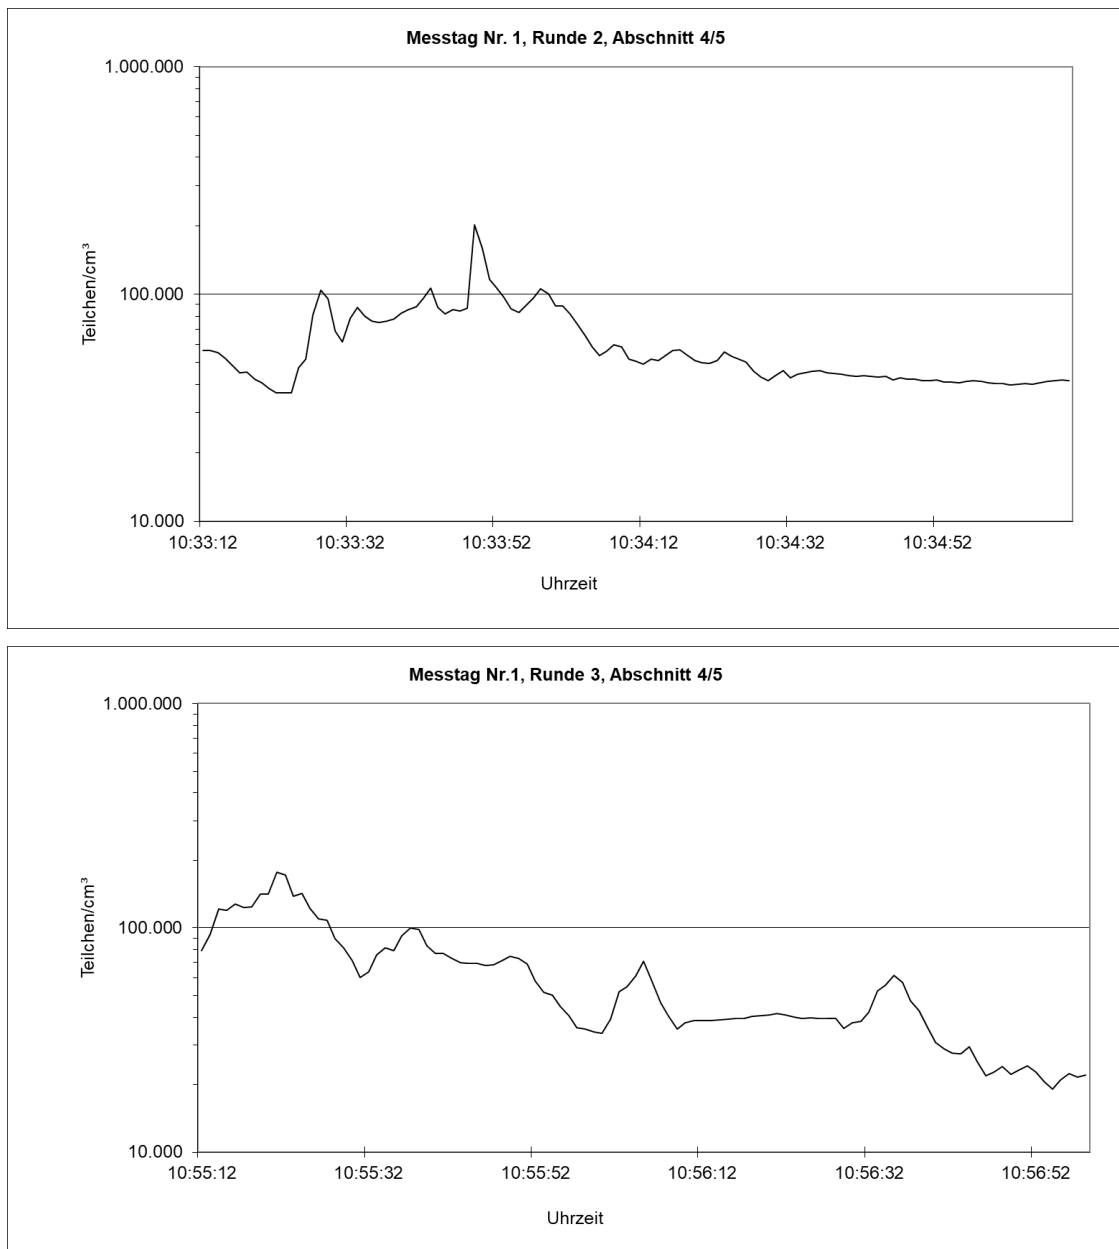 Messtag Nr. 1, Runde 2, Abschnitt 4/5
1.000.000
100.000
10.000
Teilchen/cm³
10:33:12 10:33:32 10:33:52 10:34:12 10:34:32 10:34:52
Uhrzeit
Messtag Nr.1, Runde 3, Abschnitt 4/5
1.000.000
100.000
10.000
Teilchen/cm³
10:55:12 10:55:32 10:55:52 10:56:12 10:56:32 10:56:52
Uhrzeit